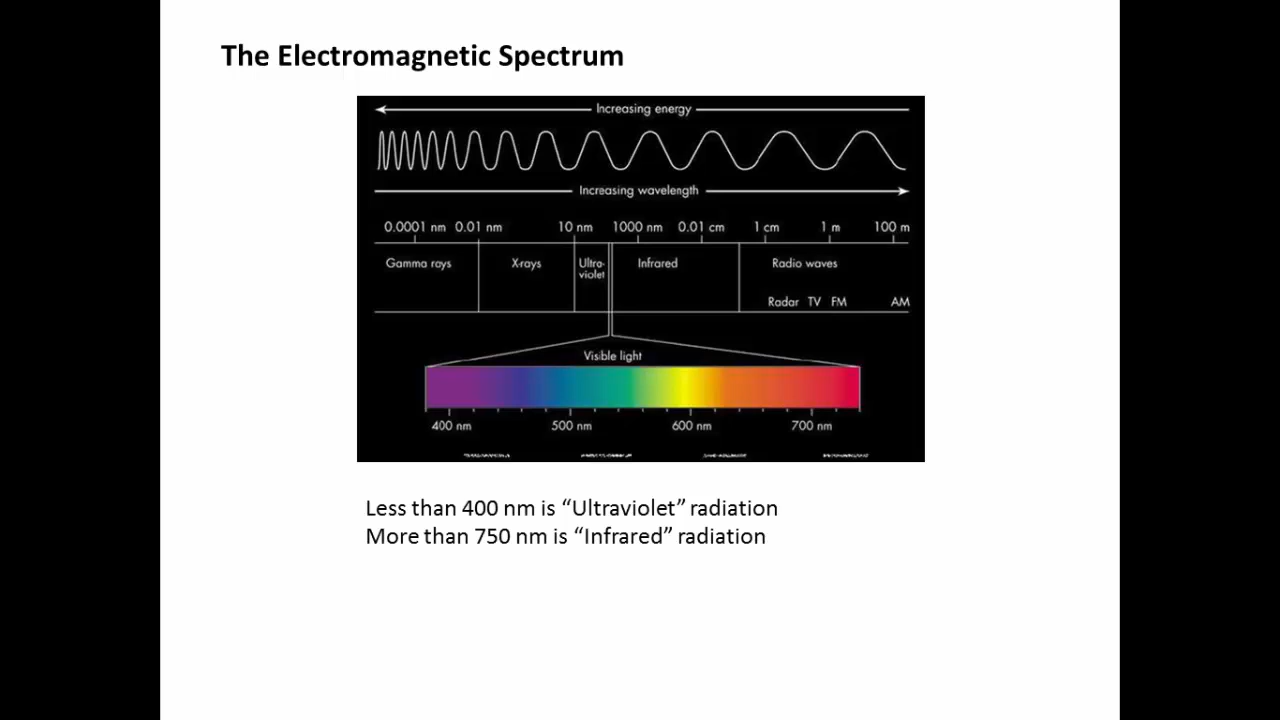 The Electromagnetic Spectrum
Increasing energy
Increasing wavelength
0.0001 nm 0.01 nm 10 nm 1000 nm 0.01 cm 1 cm 1 m 100 m
Gamma rays X-rays Ultra- Infrared Radio waves
violet
Radar TV FM AM
Visible light
400 nm 500 nm 600 nm 700 nm
Less than 400 nm is “Ultraviolet” radiation
More than 750 nm is “Infrared” radiation